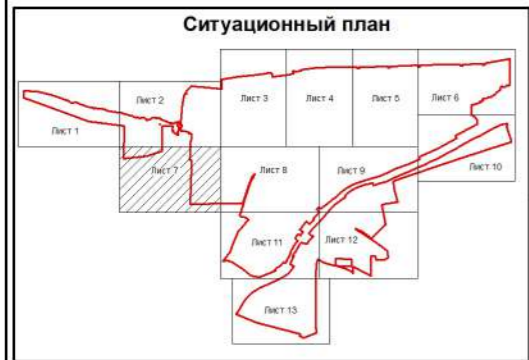 Ситуационный план
Лист 1
Лист 2
Лист 3
Лист 4
Лист 5
Лист 6
Лист 7
Лист 8
Лист 9
Лист 10
Лист 11
Лист 12
Лист 13